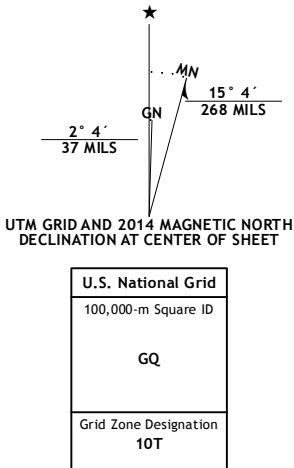 ★
MN
GN
15° 4´
268 MILS
2° 4´
37 MILS
UTM GRID AND 2014 MAGNETIC NORTH
DECLINATION AT CENTER OF SHEET
U.S. National Grid
100,000-m Square ID
GQ
Grid Zone Designation
10T